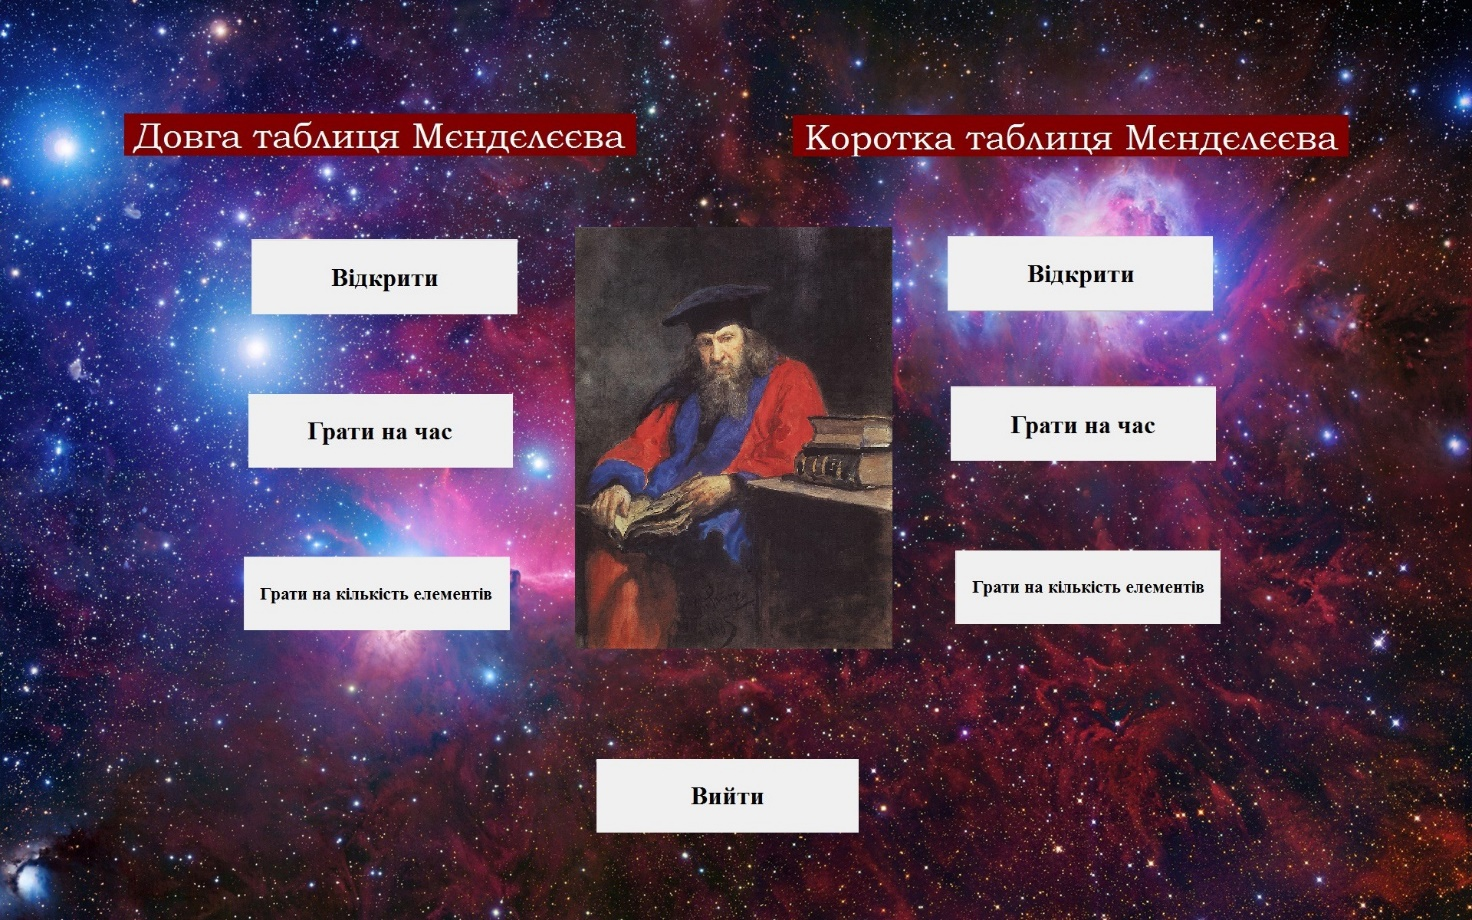 Довга таблиця Мєндєлєєва
Коротка таблиця Мєндєлєєва
Відкрити
Відкрити
Грати на час
Грати на час
Грати на кількість елементів
Грати на кількість елементів
Вийти